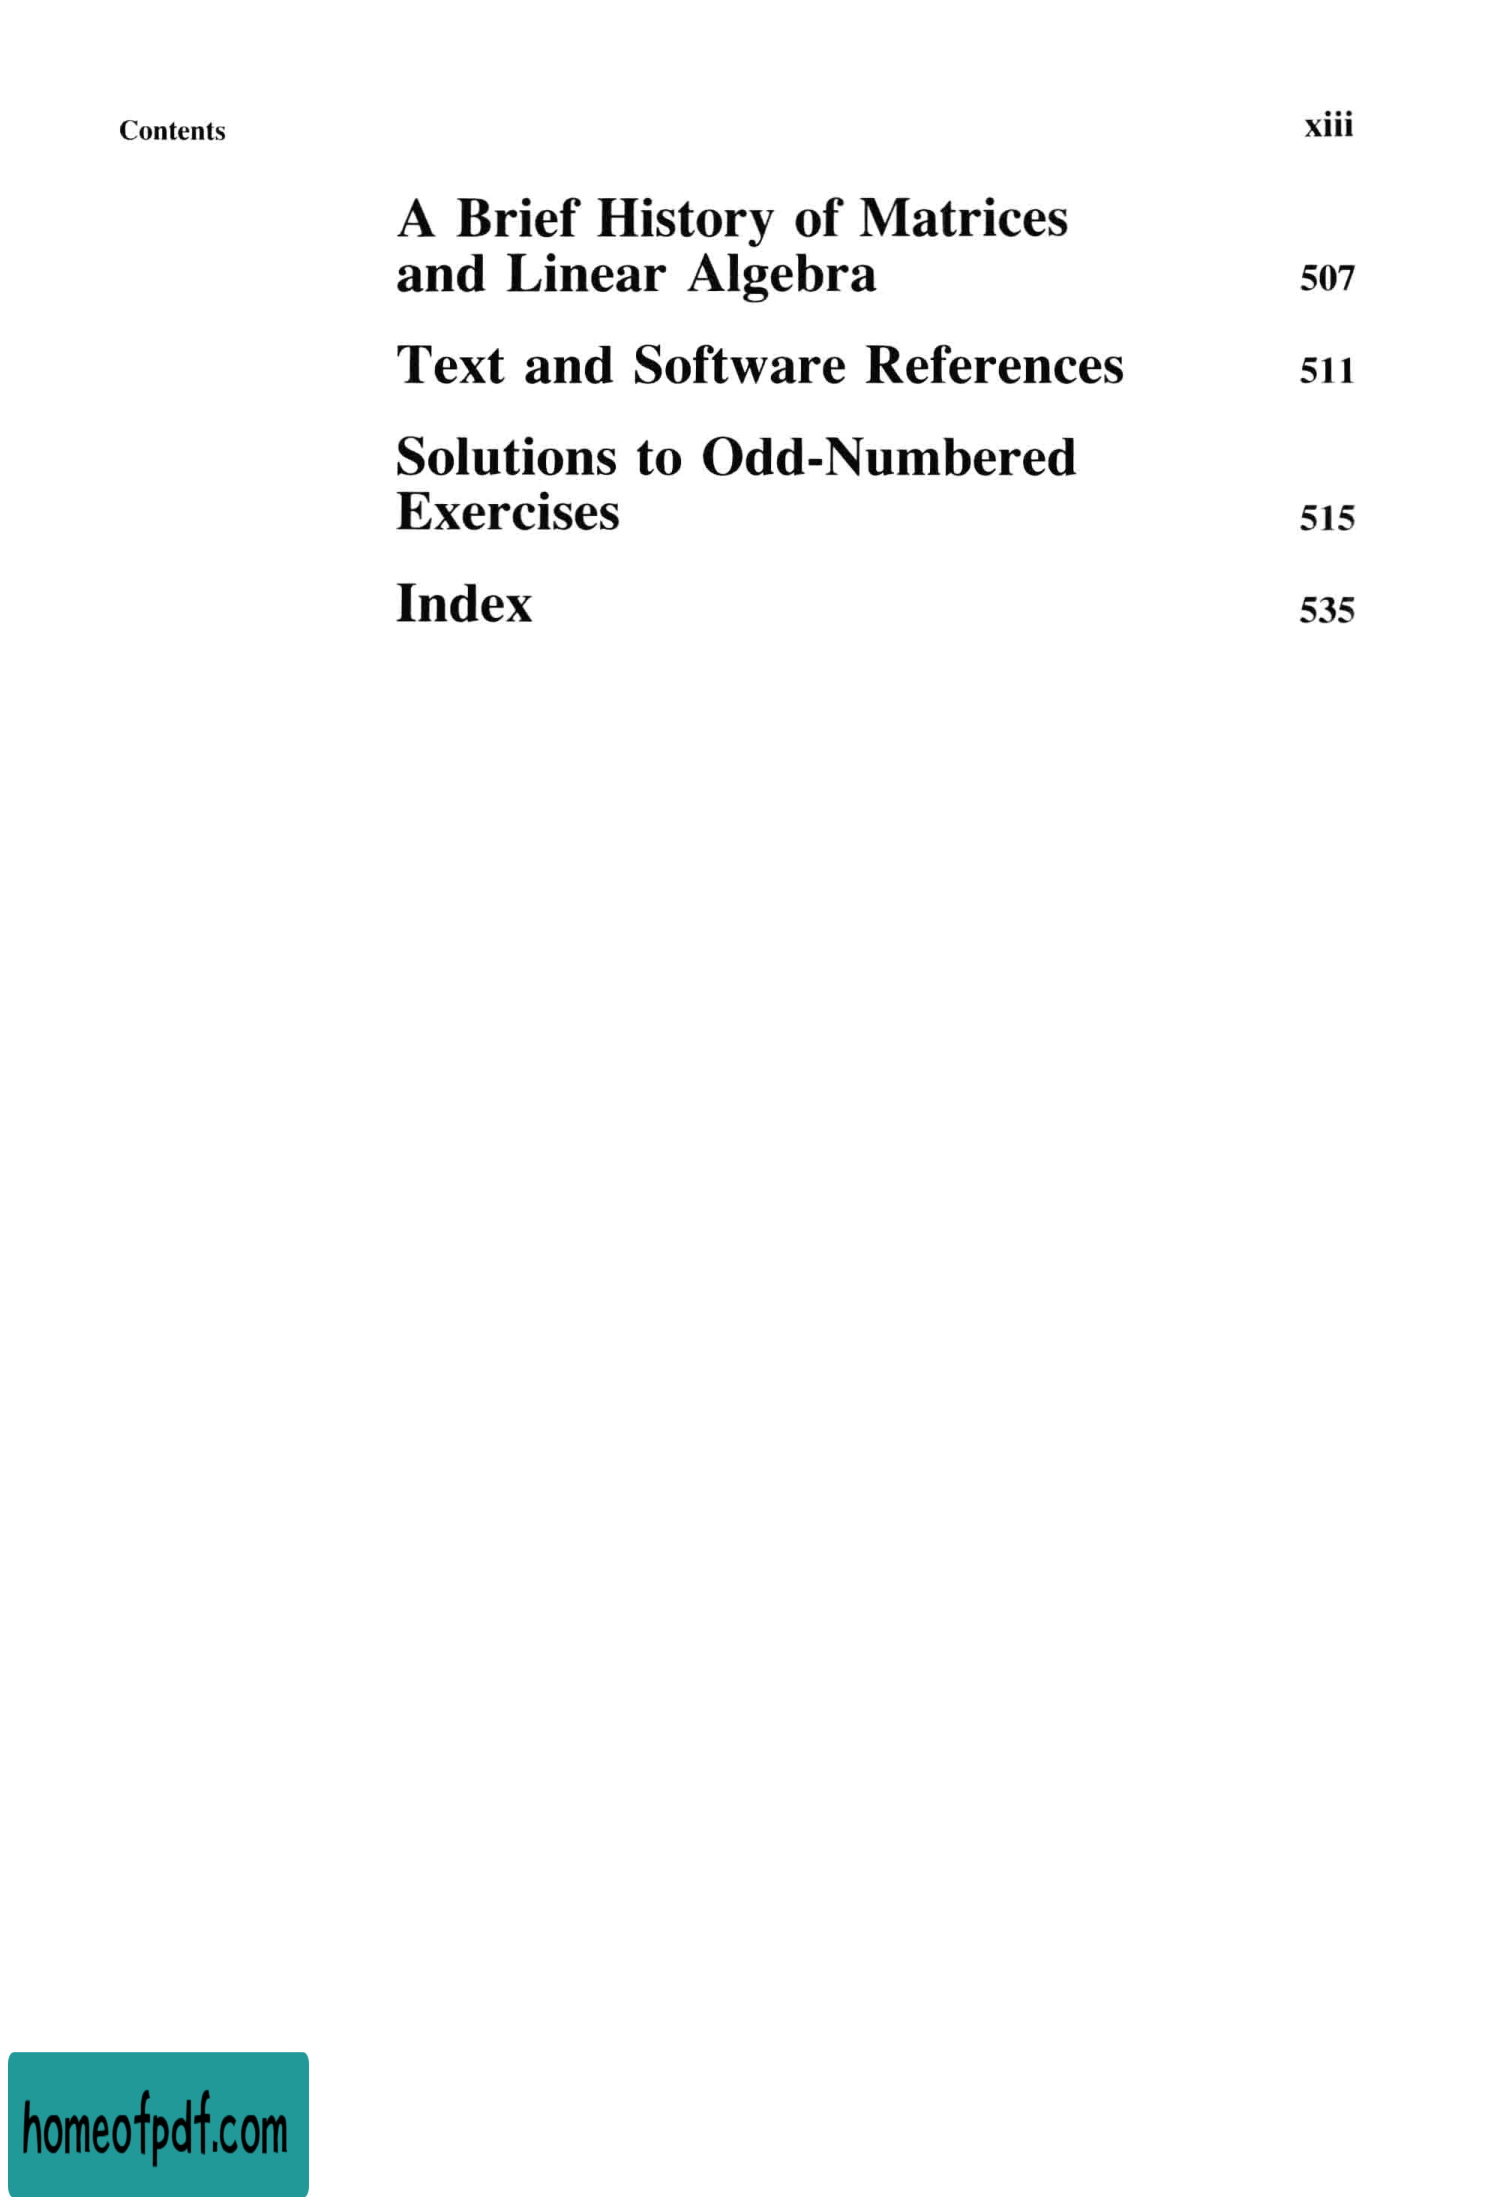 Contents xiii
A Brief History of Matrices
and Linear Algebra 507
Text and Software References 511
Solutions to Odd-Numbered
Exercises 515
Index 535
homeofpdf.com